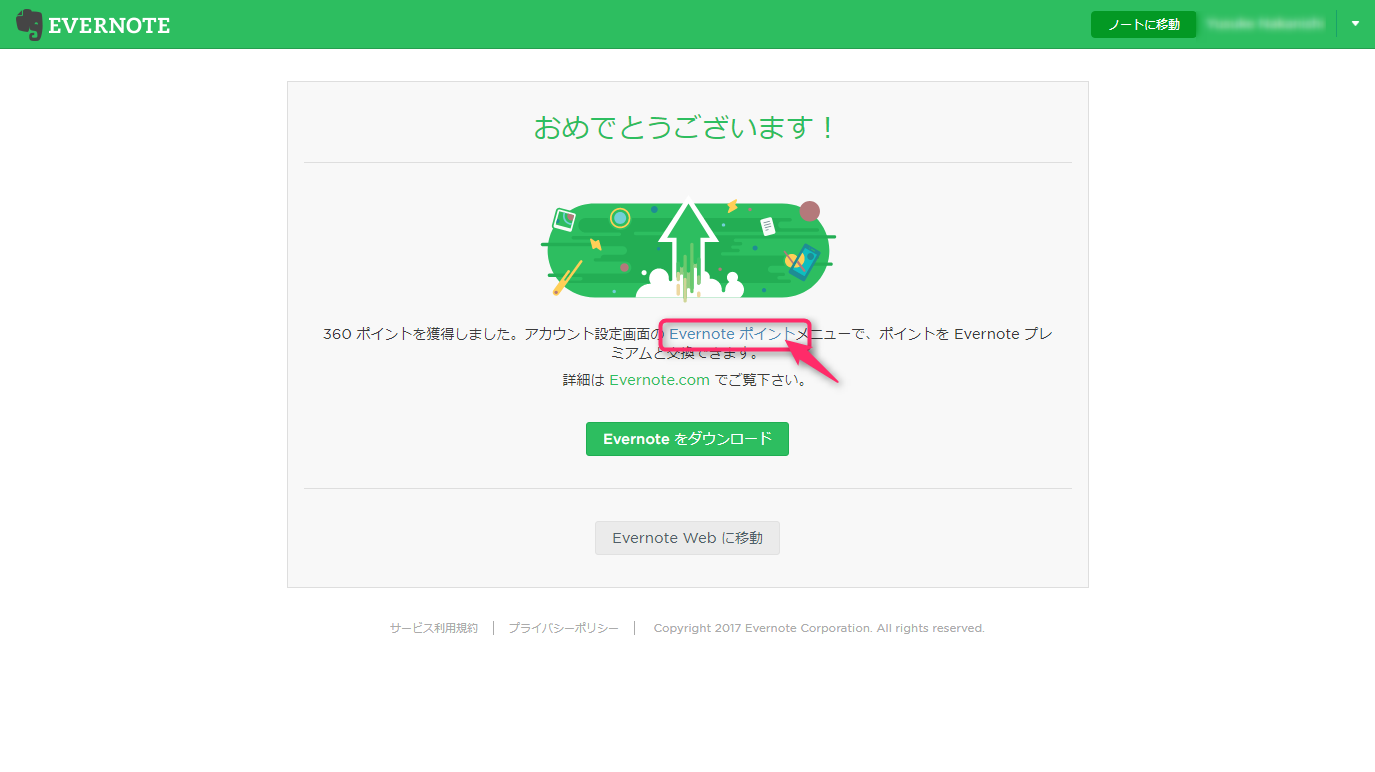 EVERNOTE
ノートに移動
おめでとうございます！
360 ポイントを獲得しました。アカウント設定画面の Evernote ポイントメニューで、ポイントを Evernote プレ
ミアムと交換できます。
詳細は Evernote.com でご覧下さい。
Evernote をダウンロード
Evernote Web に移動
サービス利用規約 プライバシーポリシー Copyright 2017 Evernote Corporation. All rights reserved.